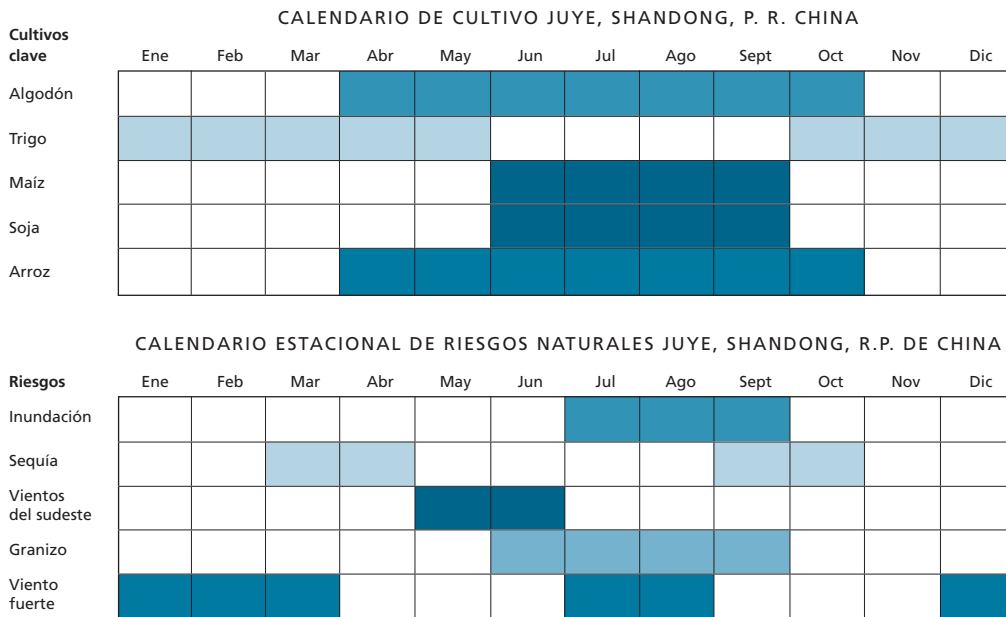 CALENDARIO DE CULTIVO JUYE, SHANDONG, P. R. CHINA
Cultivos
clave
Ene Feb Mar Abr May Jun Jul Ago Sept Oct Nov Dic
Algodón
Trigo
Maíz
Soja
Arroz
CALENDARIO ESTACIONAL DE RIESGOS NATURALES JUYE, SHANDONG, R.P. DE CHINA
Riesgos Ene Feb Mar Abr May Jun Jul Ago Sept Oct Nov Dic
Inundación
Sequía
Vientos
del sudeste
Granizo
Viento
fuerte